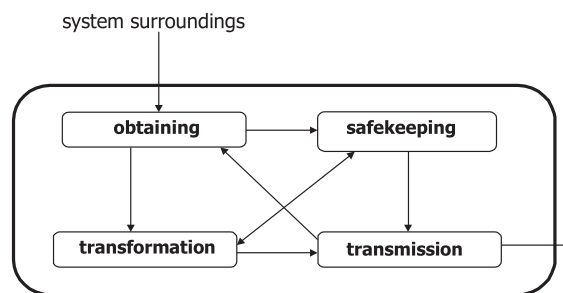 system surroundings
obtaining
safekeeping
transformation
transmission